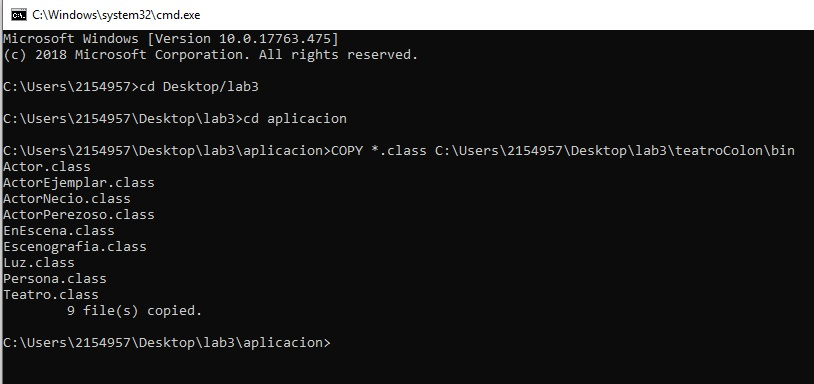 C:\Windows\system32\cmd.exe
Microsoft Windows [Version 10.0.17763.475]
(c) 2018 Microsoft Corporation. All rights reserved.
C:\Users\2154957>cd Desktop/lab3
C:\Users\2154957\Desktop\lab3>cd aplicacion
C:\Users\2154957\Desktop\lab3\aplicacion>COPY *.class C:\Users\2154957\Desktop\lab3\teatroColon\bin
Actor.class
ActorEjemplar.class
ActorNecio.class
ActorPerezoso.class
EnEscena.class
Escenografia.class
Luz.class
Persona.class
Teatro.class
        9 file(s) copied.
C:\Users\2154957\Desktop\lab3\aplicacion>